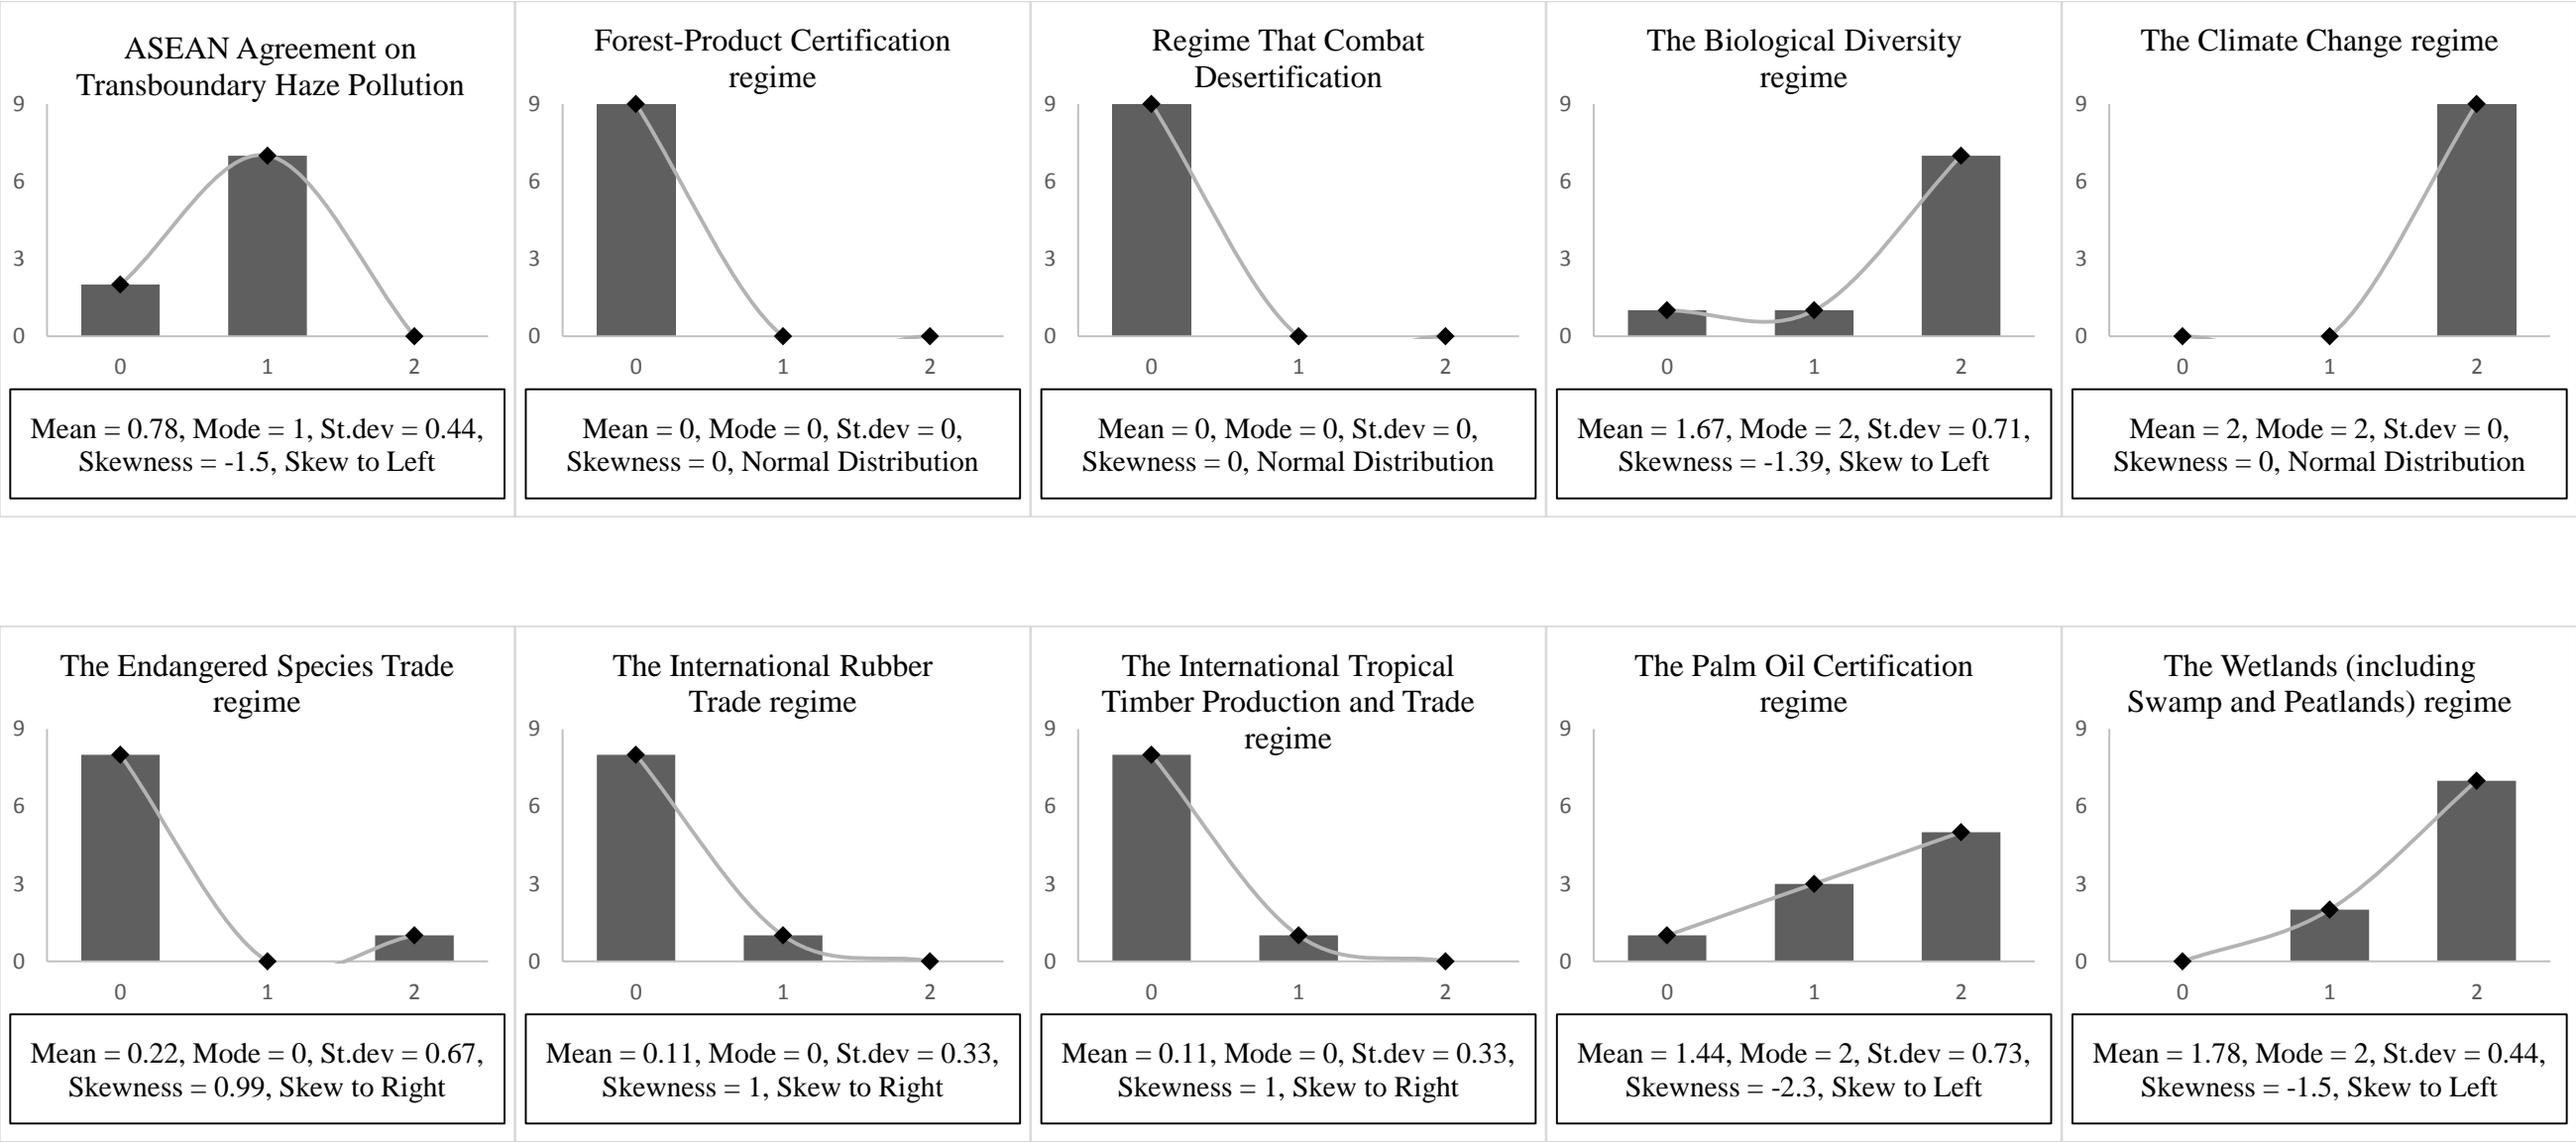 ASEAN Agreement on
Transboundary Haze Pollution
9
6
3
0
0 1 2
Mean = 0.78, Mode = 1, St.dev = 0.44,
Skewness = -1.5, Skew to Left
Forest-Product Certification
regime
9
6
3
0
0 1 2
Mean = 0, Mode = 0, St.dev = 0,
Skewness = 0, Normal Distribution
Regime That Combat
Desertification
9
6
3
0
0 1 2
Mean = 0, Mode = 0, St.dev = 0,
Skewness = 0, Normal Distribution
The Biological Diversity
regime
9
6
3
0
0 1 2
Mean = 1.67, Mode = 2, St.dev = 0.71,
Skewness = -1.39, Skew to Left
The Climate Change regime
9
6
3
0
0 1 2
Mean = 2, Mode = 2, St.dev = 0,
Skewness = 0, Normal Distribution
The Endangered Species Trade
regime
9
6
3
0
0 1 2
Mean = 0.22, Mode = 0, St.dev = 0.67,
Skewness = 0.99, Skew to Right
The International Rubber
Trade regime
9
6
3
0
0 1 2
Mean = 0.11, Mode = 0, St.dev = 0.33,
Skewness = 1, Skew to Right
The International Tropical
Timber Production and Trade
regime
9
6
3
0
0 1 2
Mean = 0.11, Mode = 0, St.dev = 0.33,
Skewness = 1, Skew to Right
The Palm Oil Certification
regime
9
6
3
0
0 1 2
Mean = 1.44, Mode = 2, St.dev = 0.73,
Skewness = -2.3, Skew to Left
The Wetlands (including
Swamp and Peatlands) regime
9
6
3
0
0 1 2
Mean = 1.78, Mode = 2, St.dev = 0.44,
Skewness = -1.5, Skew to Left